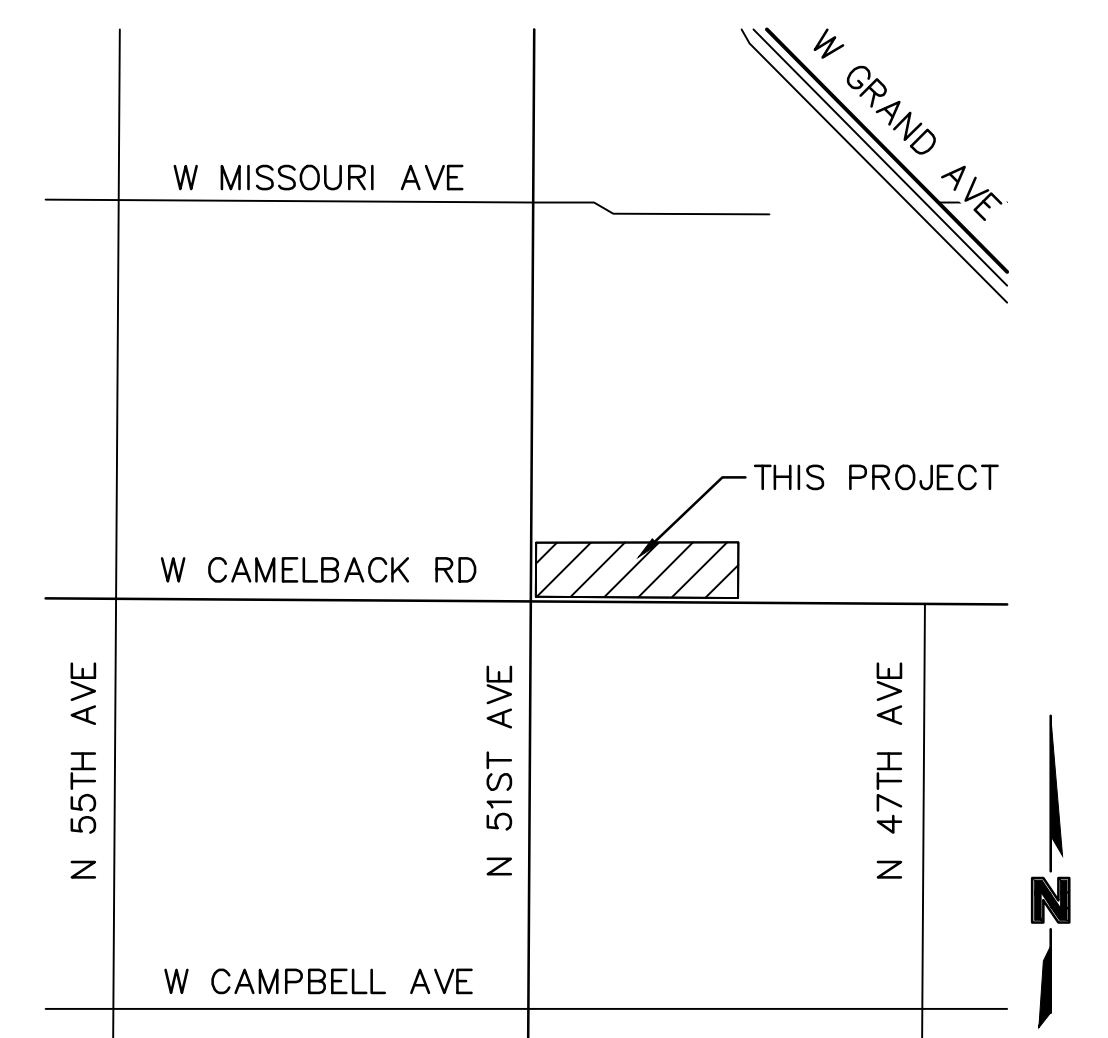 W GRAND AVE
W MISSOURI AVE
THIS PROJECT
W CAMELBACK RD
N 55TH AVE
N 51ST AVE
N 47TH AVE
N
W CAMPBELL AVE